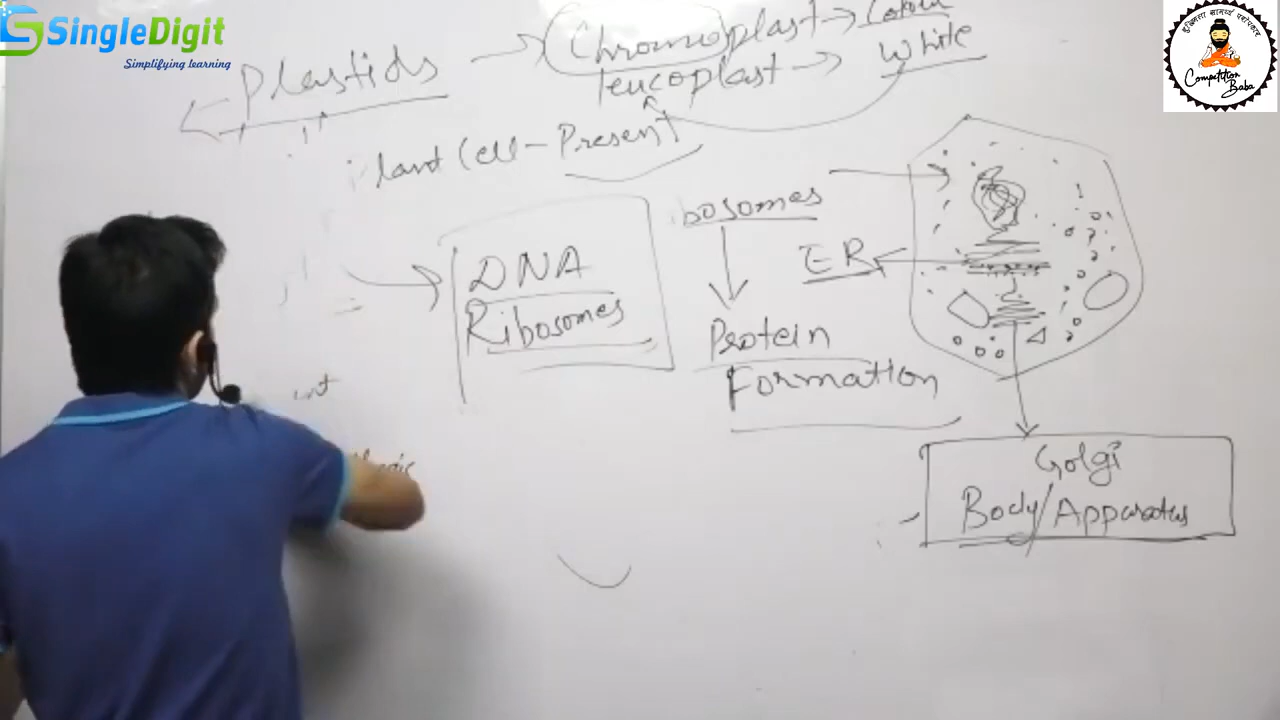 SingleDigit
Simplifying learning
Plastids → Chromoplast → Colour
leucoplast → White
Plant Cell - Present
bosomes
DNA
Ribosomes
ER
Protein
Formation
Golgi
Body/Apparatus
Competition
Baba